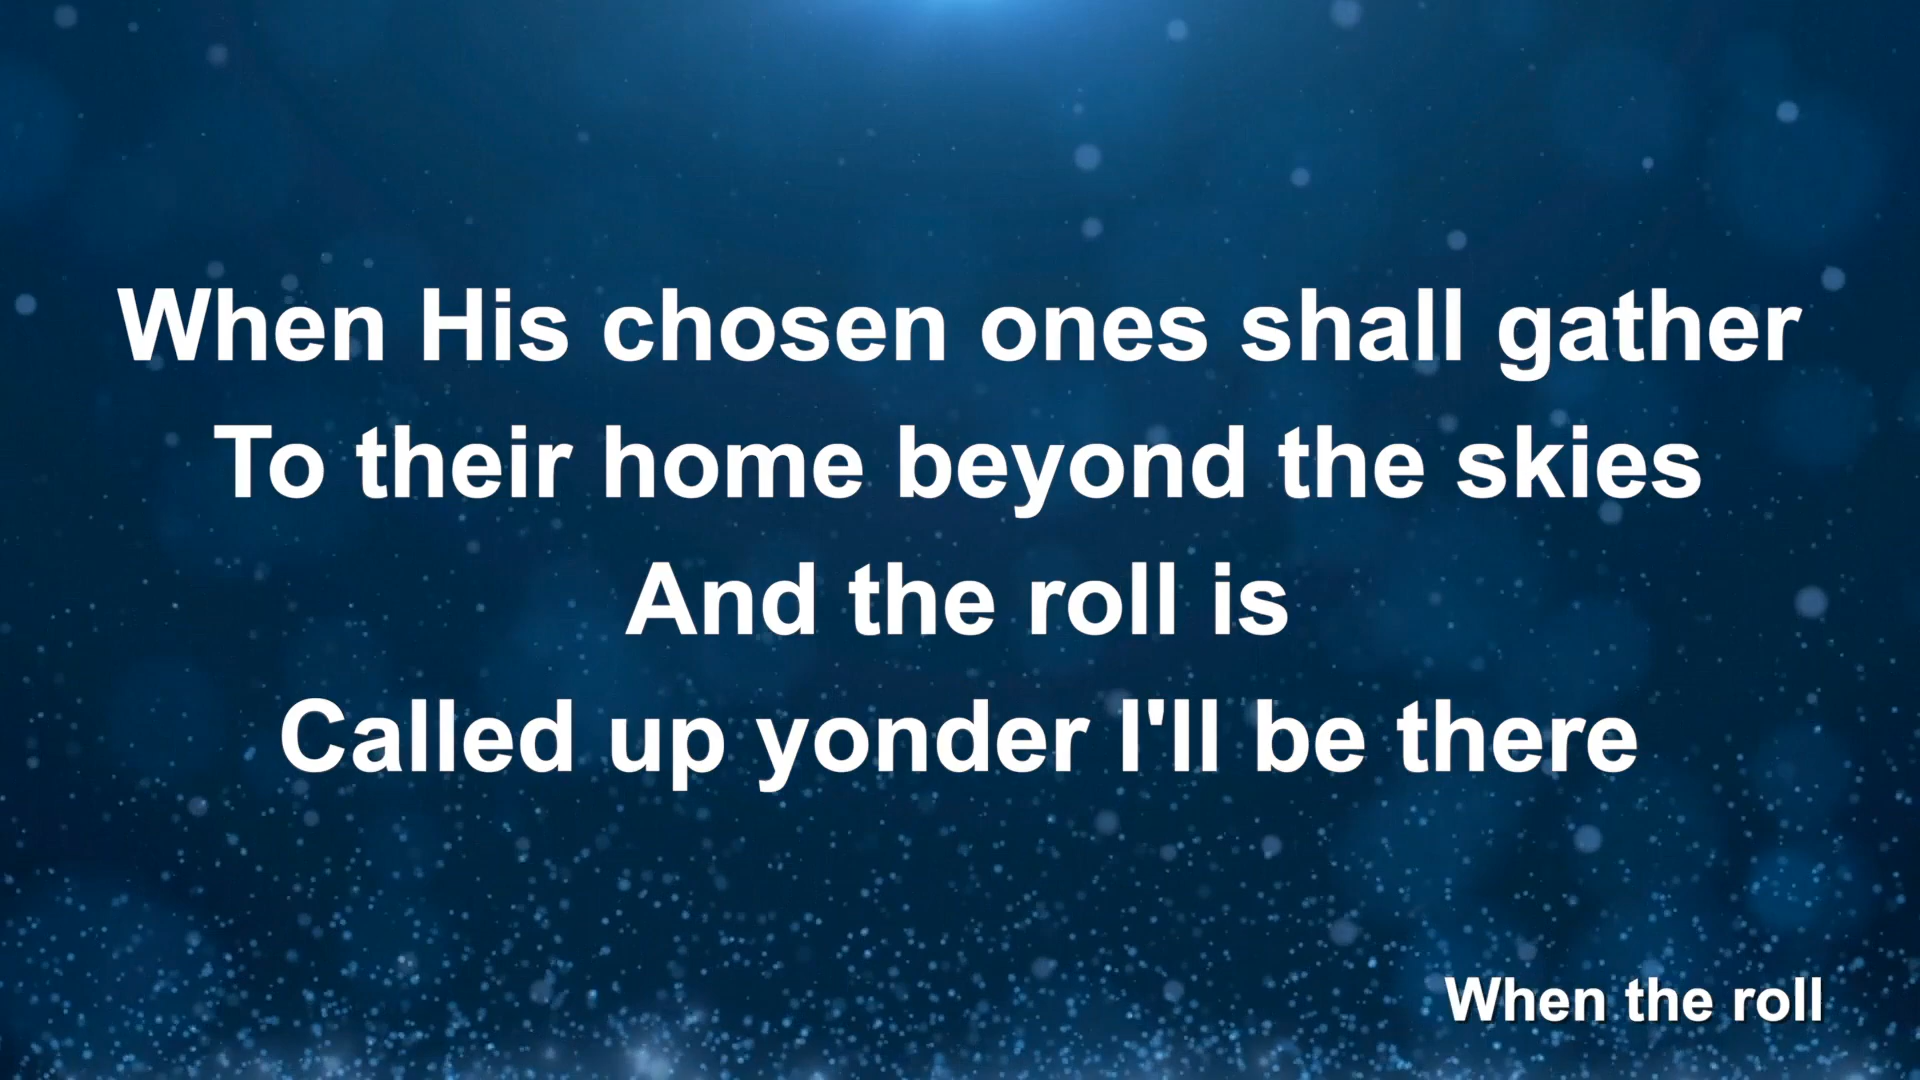 When His chosen ones shall gather
To their home beyond the skies
And the roll is
Called up yonder I'll be there
When the roll